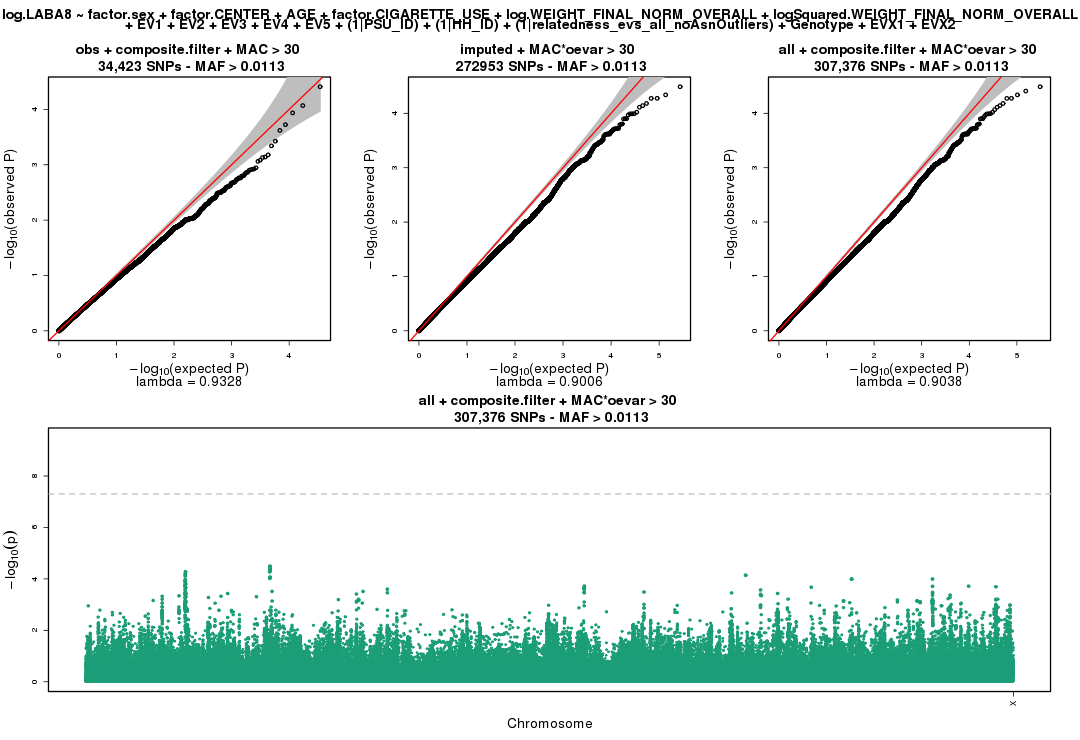 log.LABA8 ~ factor.sex + factor.CENTER + AGE + factor.CIGARETTE_USE + log.WEIGHT_FINAL_NORM_OVERALL + logSquared.WEIGHT_FINAL_NORM_OVERALL
+ EV1 + EV2 + EV3 + EV4 + EV5 + (1|PSU_ID) + (1|HH_ID) + (1|relatedness_evs_all_noAsnOutliers) + Genotype + EVX1 + EVX2
obs + composite.filter + MAC > 30
34,423 SNPs - MAF > 0.0113
−log10(observed P)
0 1 2 3 4
0 1 2 3 4
−log10(expected P)
lambda = 0.9328
imputed + MAC*oevar > 30
272953 SNPs - MAF > 0.0113
−log10(observed P)
0 1 2 3 4
0 1 2 3 4 5
−log10(expected P)
lambda = 0.9006
all + composite.filter + MAC*oevar > 30
307,376 SNPs - MAF > 0.0113
−log10(observed P)
0 1 2 3 4
0 1 2 3 4 5
−log10(expected P)
lambda = 0.9038
all + composite.filter + MAC*oevar > 30
307,376 SNPs - MAF > 0.0113
−log10(p)
0 2 4 6 8
X
Chromosome